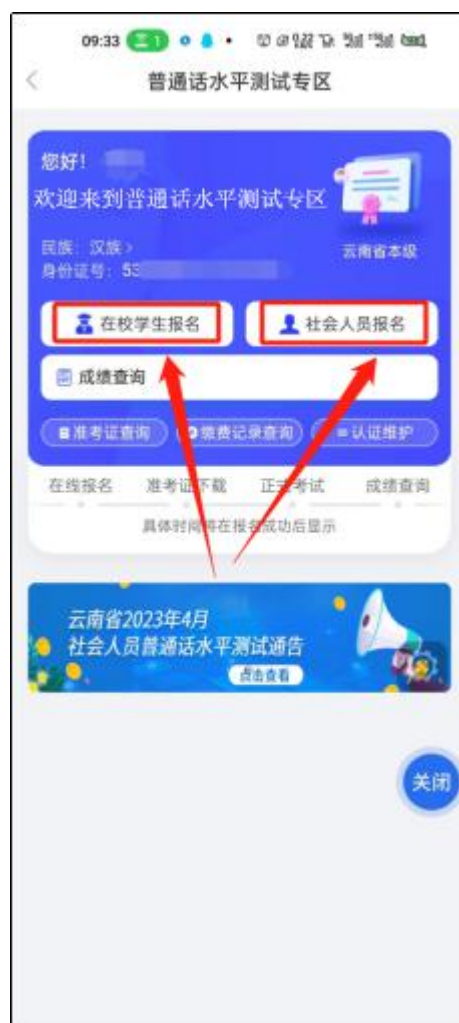 09:33
普通话水平测试专区
您好!
欢迎来到普通话水平测试专区
民族：汉族>
云南省本级
身份证号：53
在校学生报名
社会人员报名
成绩查询
准考证查询 缴费记录查询 认证维护
在线报名 准考证下载 正式考试 成绩查询
具体时间将在报名成功后显示
云南省2023年4月
社会人员普通话水平测试通告
点击查看
关闭